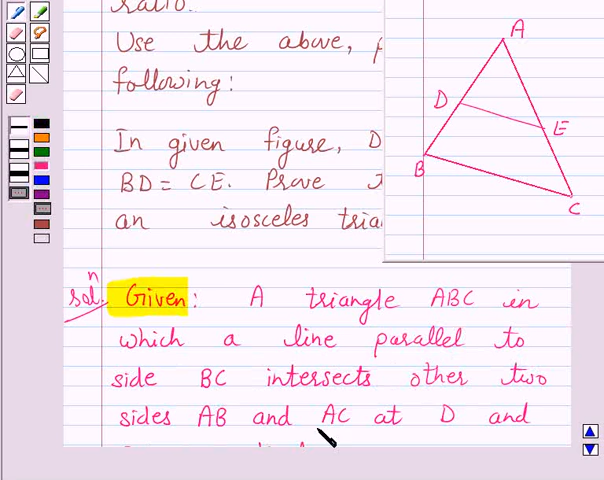 ratio.
Use the above,
following:
In given figure, D
BD = CE. Prove
an isosceles
Solⁿ. Given: A triangle ABC in
which a line parallel to
side BC intersects other two
sides AB and AC at D and
A
D
E
B
C